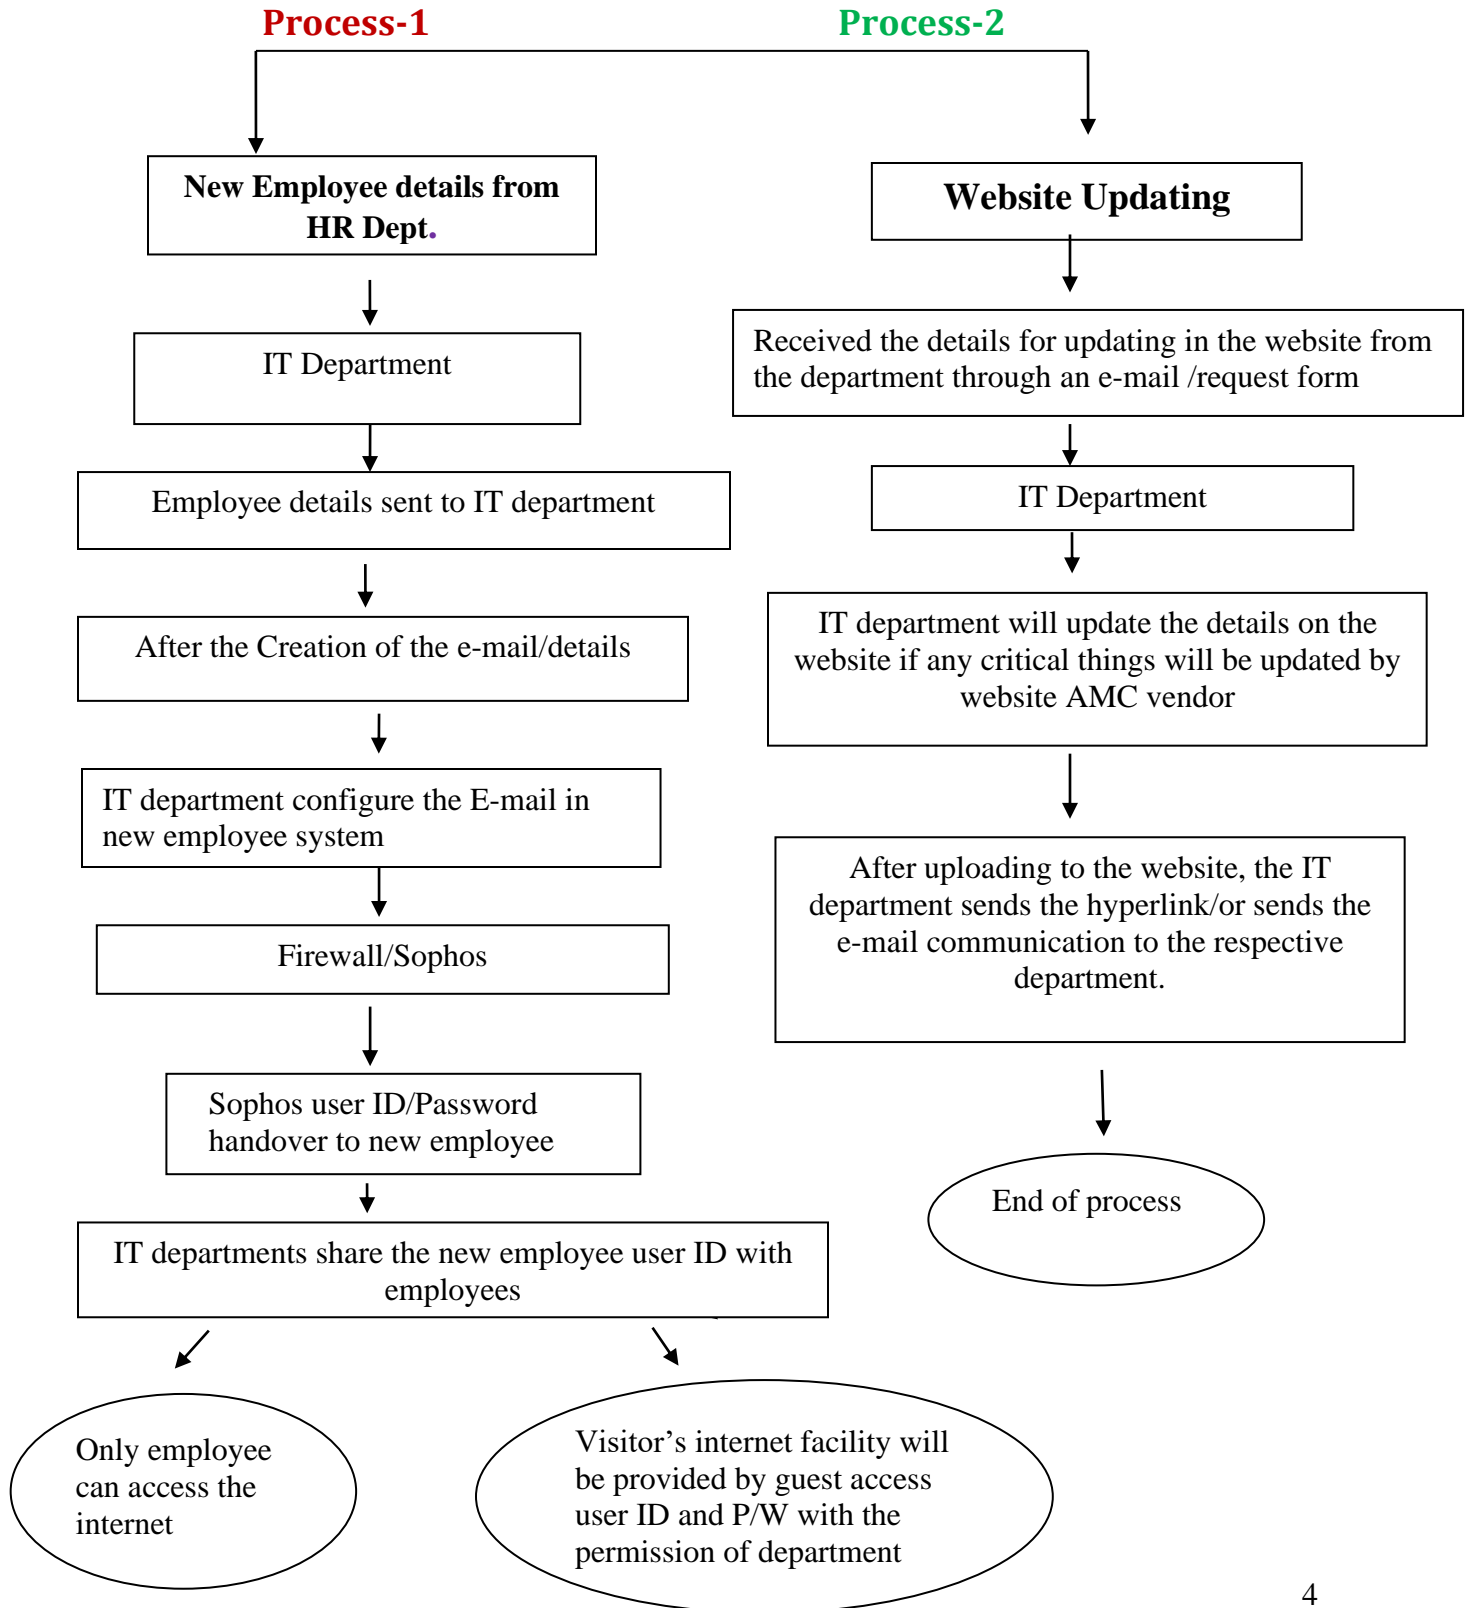 Process-1
Process-2
New Employee details from
HR Dept.
IT Department
Employee details sent to IT department
After the Creation of the e-mail/details
IT department configure the E-mail in
new employee system
Firewall/Sophos
Sophos user ID/Password
handover to new employee
IT departments share the new employee user ID with
employees
Only employee
can access the
internet
Visitor’s internet facility will
be provided by guest access
user ID and P/W with the
permission of department
Website Updating
Received the details for updating in the website from
the department through an e-mail /request form
IT Department
IT department will update the details on the
website if any critical things will be updated by
website AMC vendor
After uploading to the website, the IT
department sends the hyperlink/or sends the
e-mail communication to the respective
department.
End of process
4